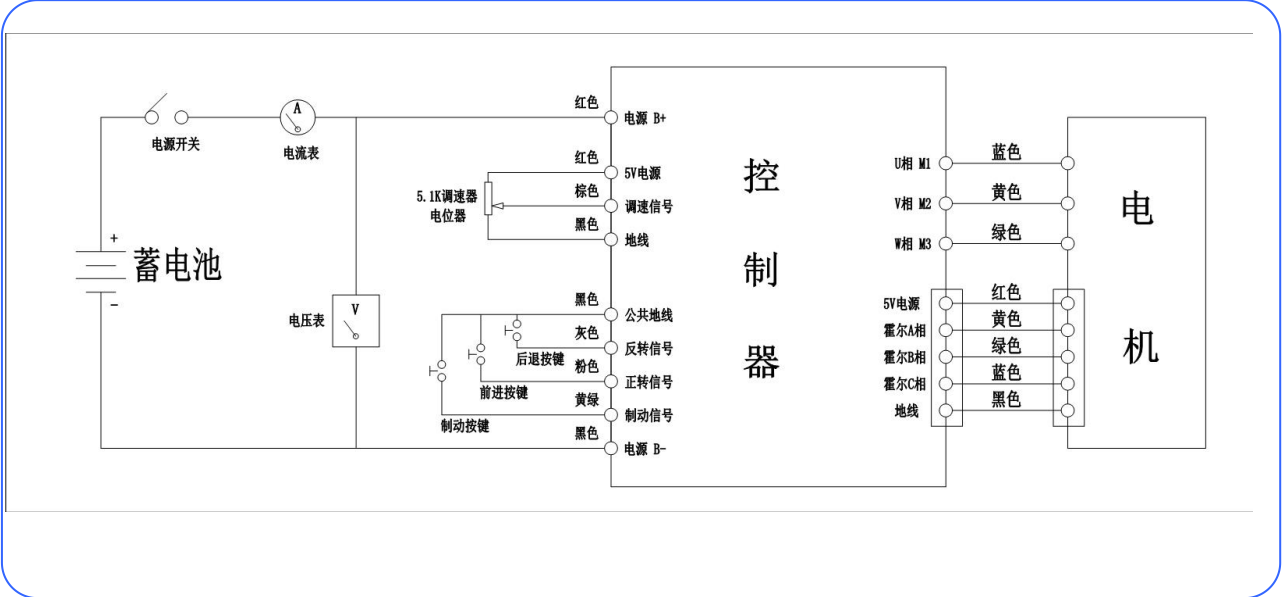 电源开关
A
电流表
+
蓄电池
-
V
电压表
5.1K调速器
电位器
后退按键
前进按键
制动按键
红色
红色
棕色
黑色
黑色
灰色
粉色
黄绿
黑色
电源 B+
5V电源
调速信号
地线
公共地线
反转信号
正转信号
制动信号
电源 B-
控
制
器
U相 M1
V相 M2
W相 M3
5V电源
霍尔A相
霍尔B相
霍尔C相
地线
蓝色
黄色
绿色
红色
黄色
绿色
蓝色
黑色
电
机